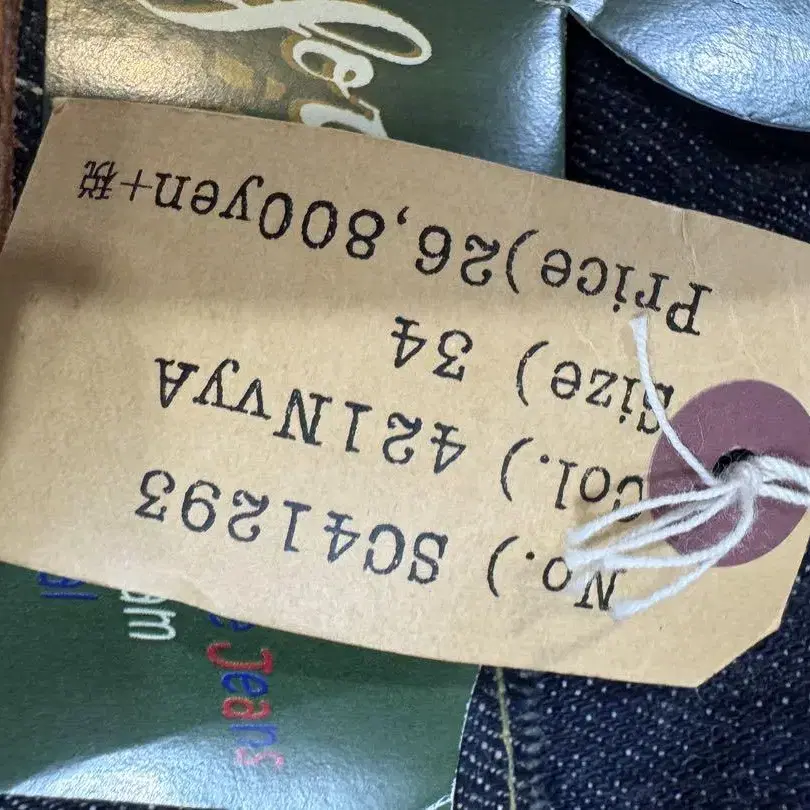 No.) SC41293
Col.) 421NvyA
Size) 34
Price)26,800yen+税
Jeans